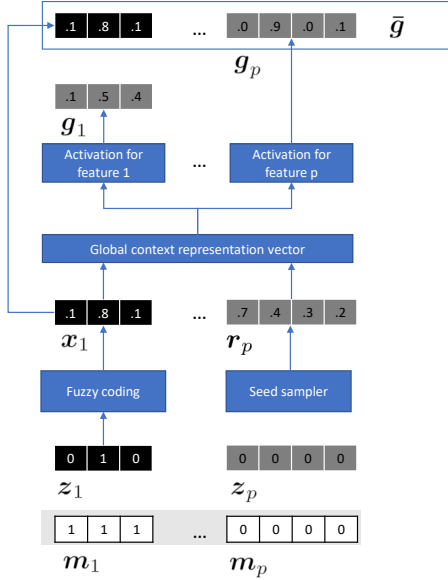 .1 .8 .1 ... .0 .9 .0 .1 ḡ
g_p
.1 .5 .4
g_1
Activation for feature 1 ... Activation for feature p
Global context representation vector
.1 .8 .1 ... .7 .4 .3 .2
x_1 r_p
Fuzzy coding Seed sampler
0 1 0 0 0 0 0
z_1 z_p
1 1 1 ... 0 0 0 0
m_1 m_p